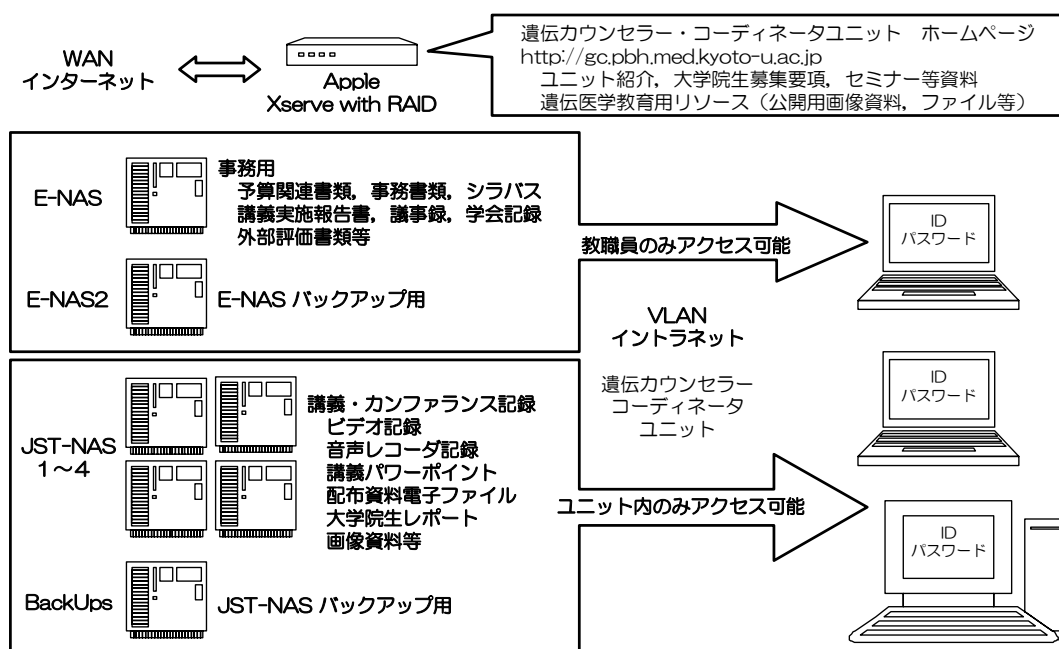 WAN
インターネット
Apple
Xserve with RAID
遺伝カウンセラー・コーディネータユニット　ホームページ
http://gc.pbh.med.kyoto-u.ac.jp
ユニット紹介，大学院生募集要項，セミナー等資料
遺伝医学教育用リソース（公開用画像資料，ファイル等）
E-NAS
事務用
予算関連書類，事務書類，シラバス
講義実施報告書，議事録，学会記録
外部評価書類等
E-NAS2
E-NAS バックアップ用
教職員のみアクセス可能
ID
パスワード
VLAN
イントラネット
遺伝カウンセラー
コーディネータ
ユニット
ID
パスワード
JST-NAS
1～4
講義・カンファランス記録
ビデオ記録
音声レコーダ記録
講義パワーポイント
配布資料電子ファイル
大学院生レポート
画像資料等
ユニット内のみアクセス可能
ID
パスワード
BackUps
JST-NAS バックアップ用